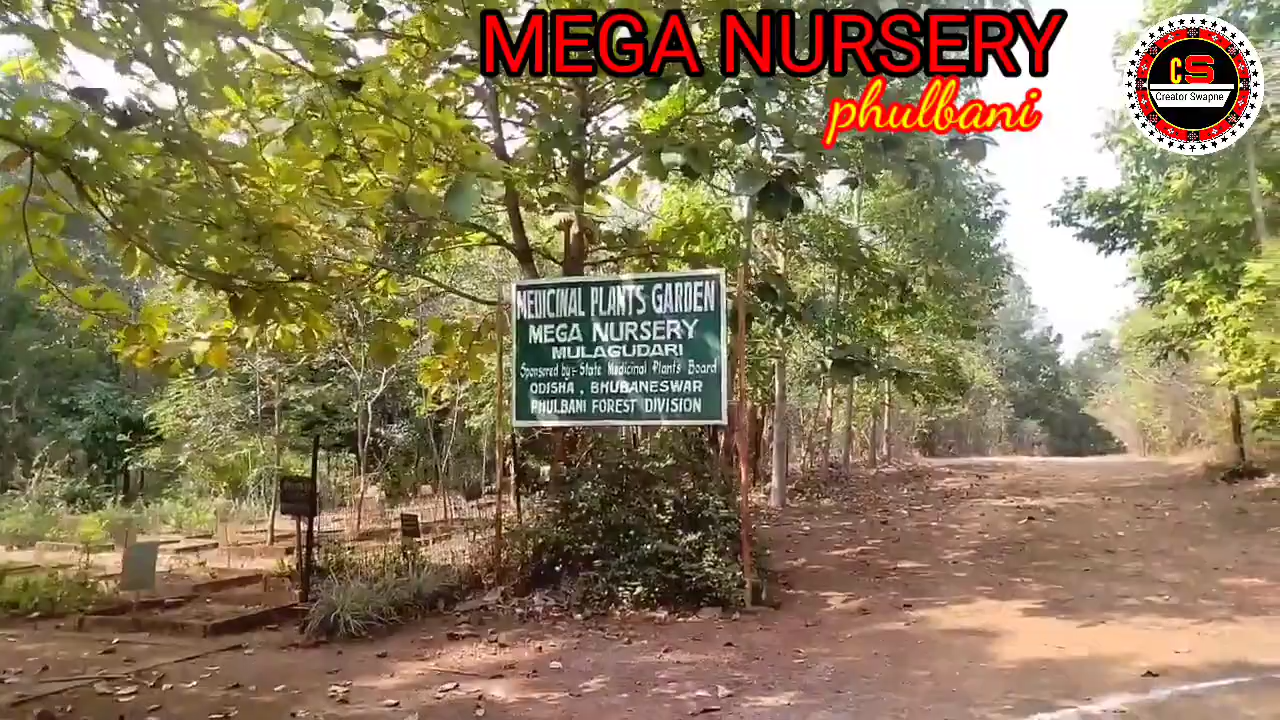 MEGA NURSERY
phulbani
CS
Creator Swapne
MEDICINAL PLANTS GARDEN
MEGA NURSERY
MULAGUDARI
Sponsered by:- State Medicinal Plants Board
ODISHA, BHUBANESWAR
PHULBANI FOREST DIVISION